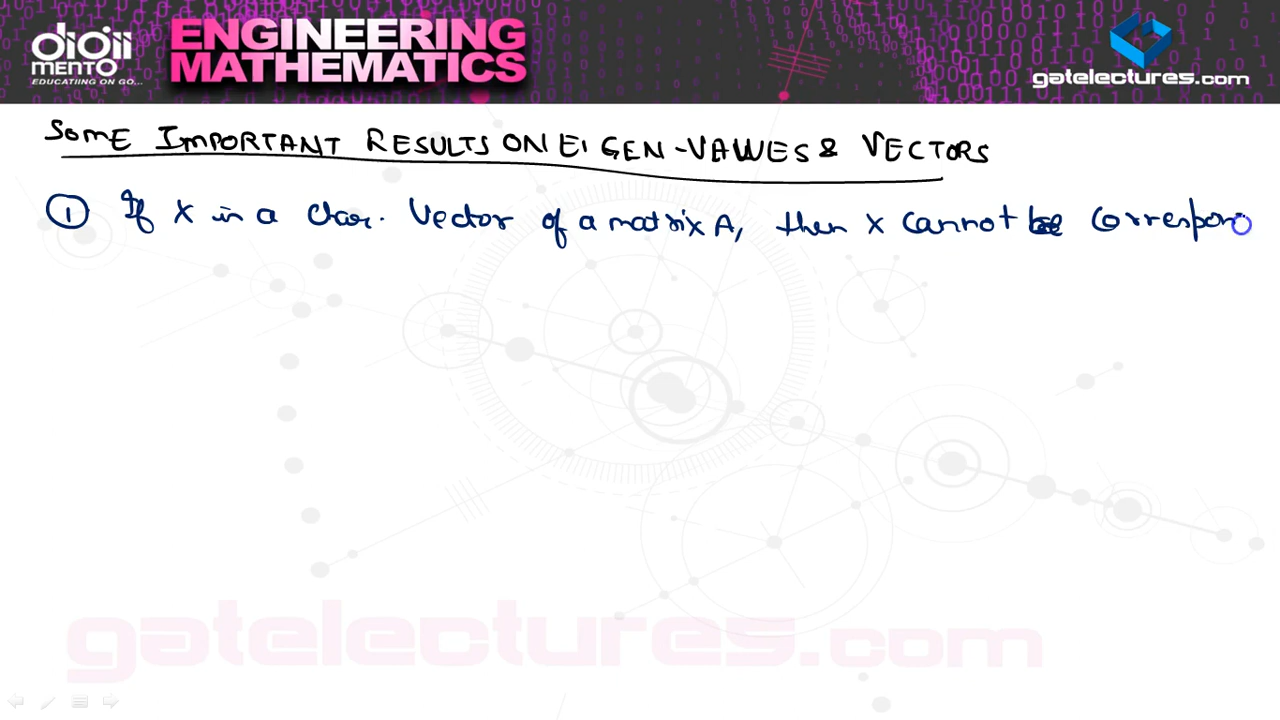 digii
MENTO
EDUCATIING ON GO...
ENGINEERING
MATHEMATICS
gatelectures.com
SOME IMPORTANT RESULTS ON EIGEN-VALUES & VECTORS
① If X is a char. Vector of a matrix A, then x cannot be Correspon
gatelectures.com